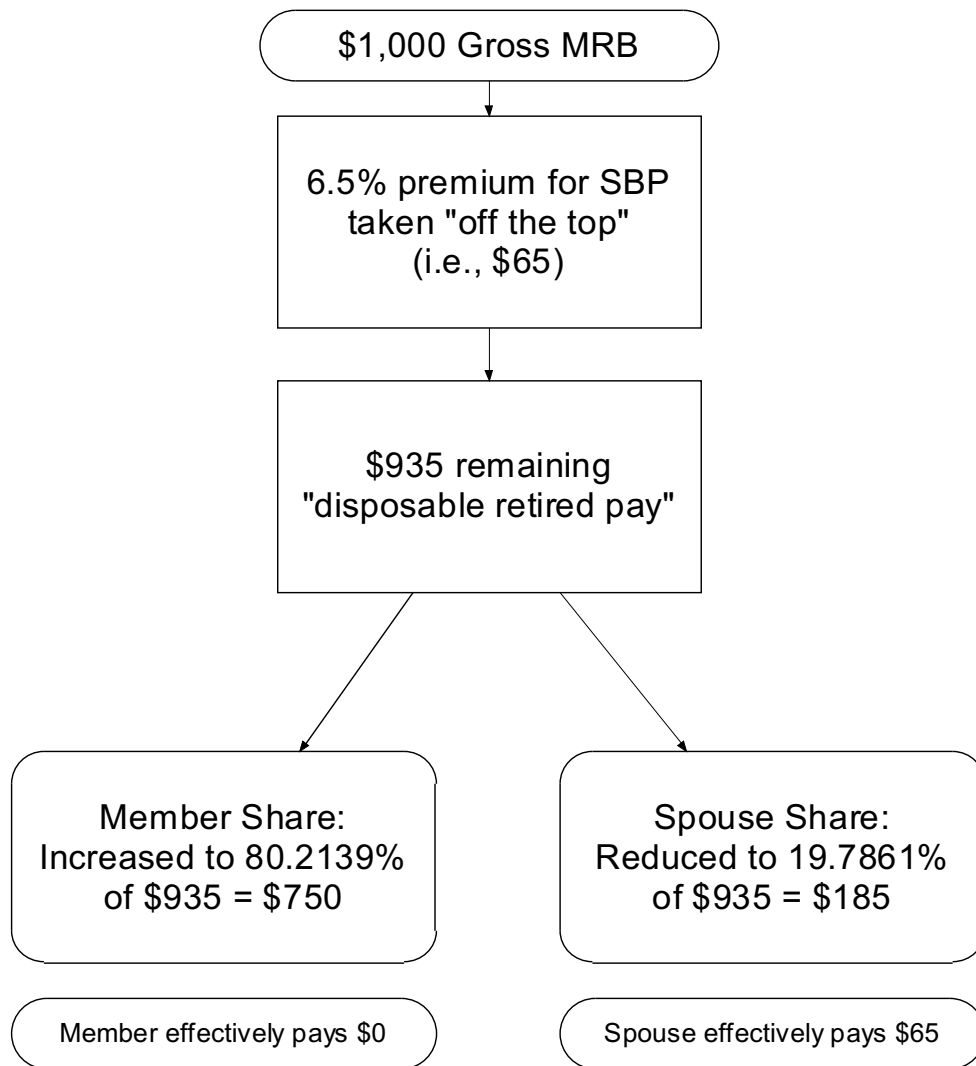 $1,000 Gross MRB
6.5% premium for SBP
taken "off the top"
(i.e., $65)
$935 remaining
"disposable retired pay"
Member Share:
Increased to 80.2139%
of $935 = $750
Spouse Share:
Reduced to 19.7861%
of $935 = $185
Member effectively pays $0
Spouse effectively pays $65